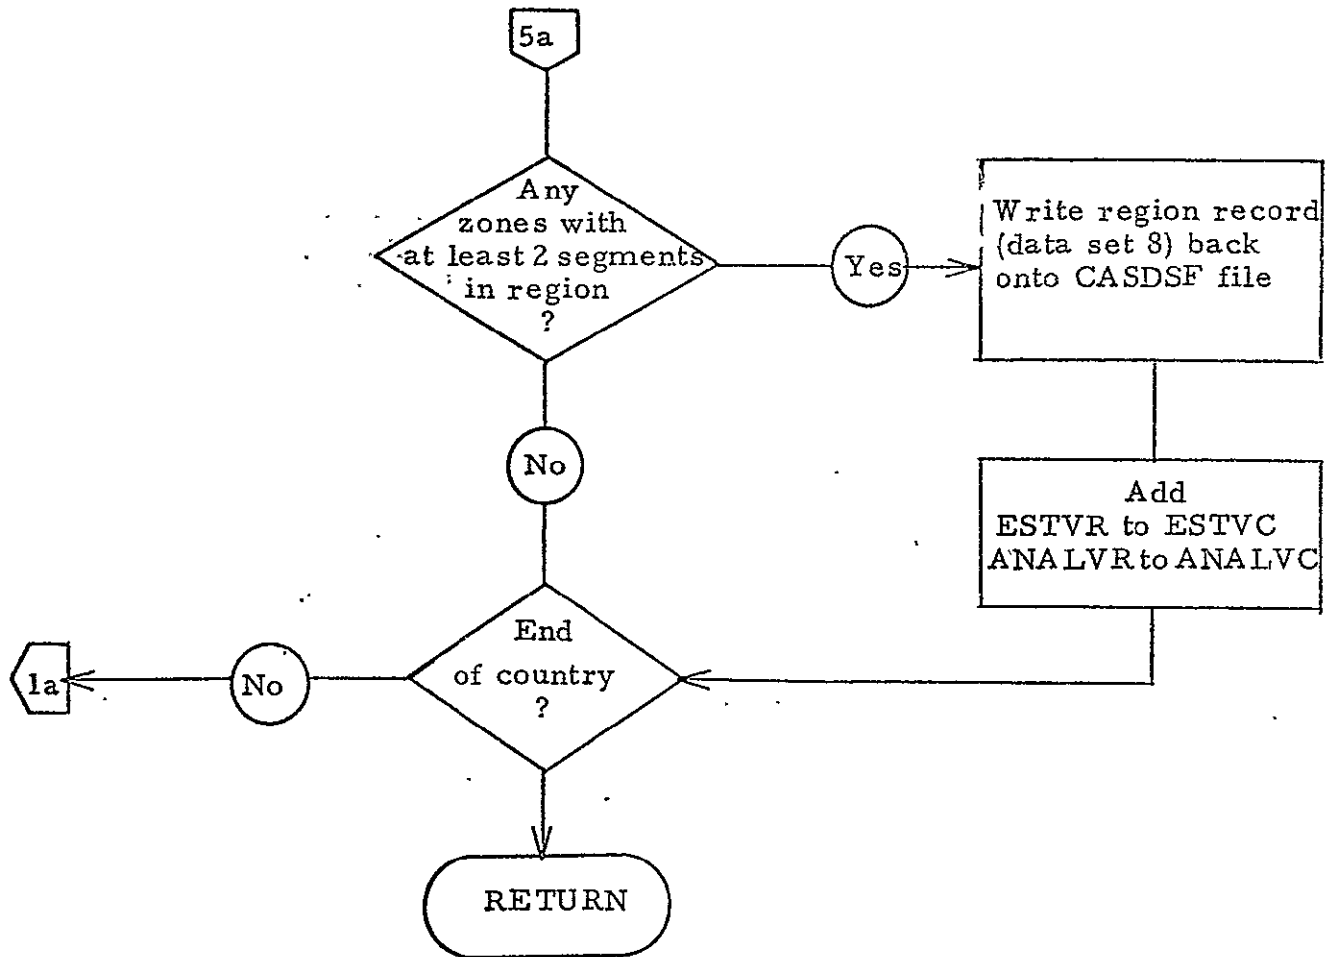 5a
Any
zones with
at least 2 segments
in region
?
Yes
Write region record
(data set 8) back
onto CASDSF file
No
Add
ESTVR to ESTVC
ANALVR to ANALVC
End
of country
?
No
1a
RETURN